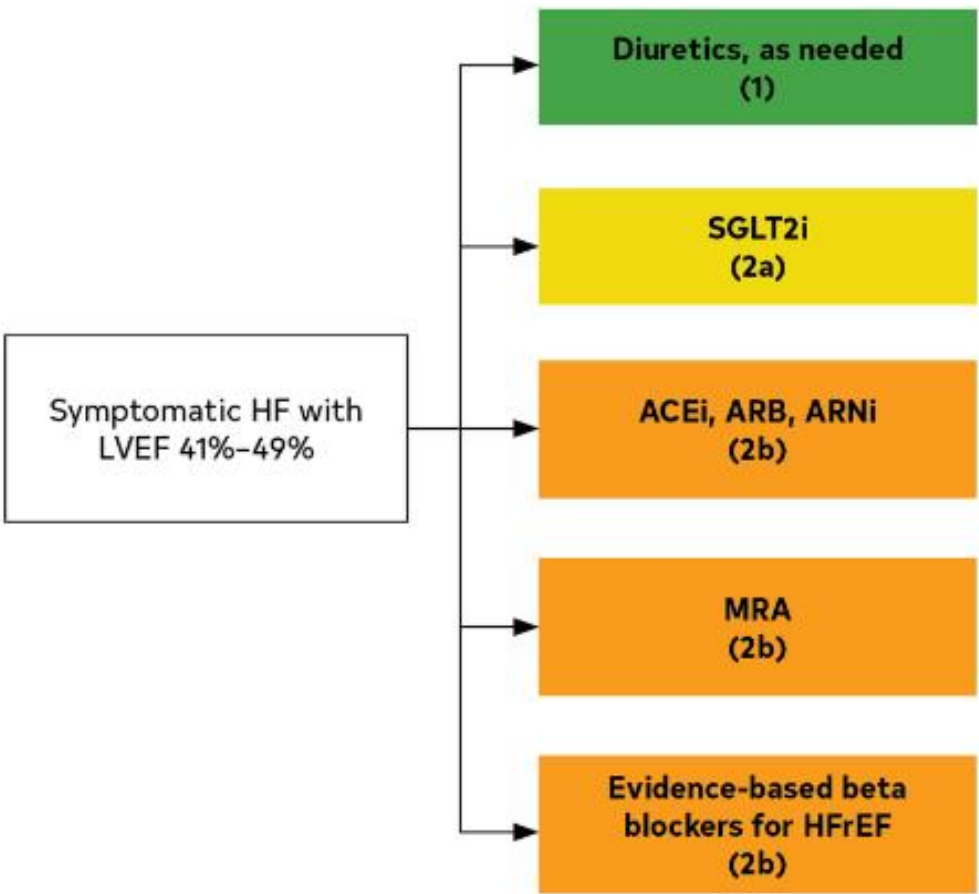 Symptomatic HF with
LVEF 41%–49%
Diuretics, as needed
(1)
SGLT2i
(2a)
ACEi, ARB, ARNi
(2b)
MRA
(2b)
Evidence-based beta
blockers for HFrEF
(2b)